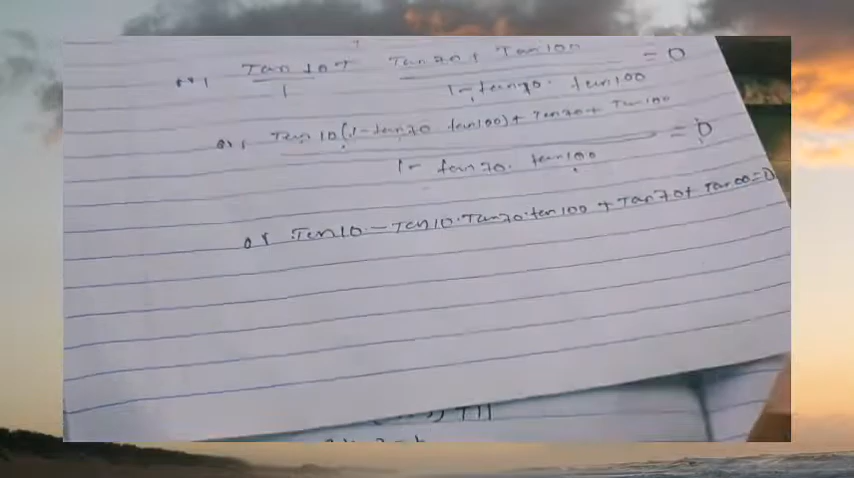 or, Tan 10 + Tan 70 + Tan 100 = 0
1 1 - tan 70 . tan 100
or, Tan 10 (1 - tan 70 tan 100) + Tan 70 + Tan 100 = 0
1 - tan 70 . tan 100
or Tan 10 - Tan 10 . Tan 70 . tan 100 + Tan 70 + Tan 00 = 0